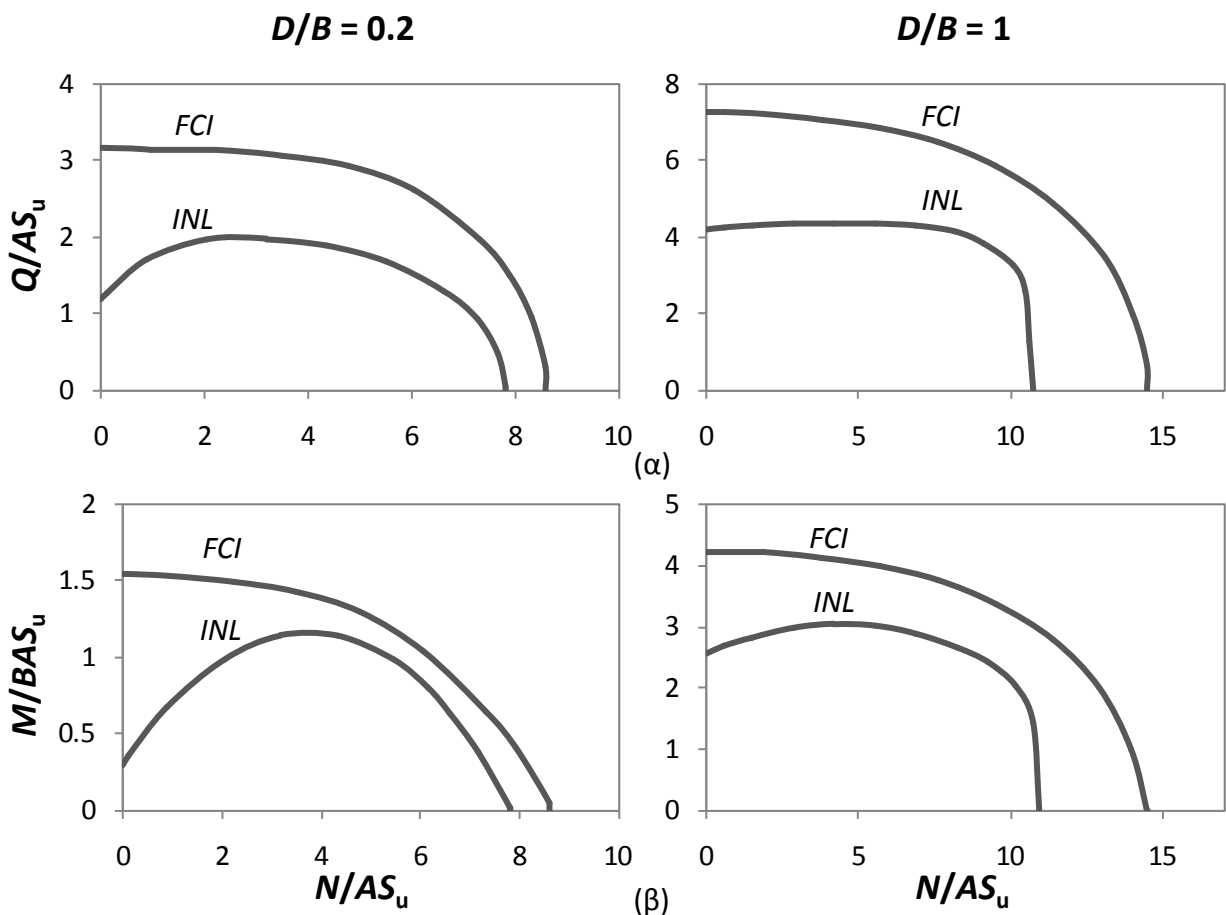 D/B = 0.2
D/B = 1
Q/ASu
4
3
2
1
0
FCI
INL
0 2 4 6 8 10
8
6
4
2
0
FCI
INL
0 5 10 15
(α)
M/BASu
2
1.5
1
0.5
0
FCI
INL
0 2 4 6 8 10
N/ASu
5
4
3
2
1
0
FCI
INL
0 5 10 15
N/ASu
(β)